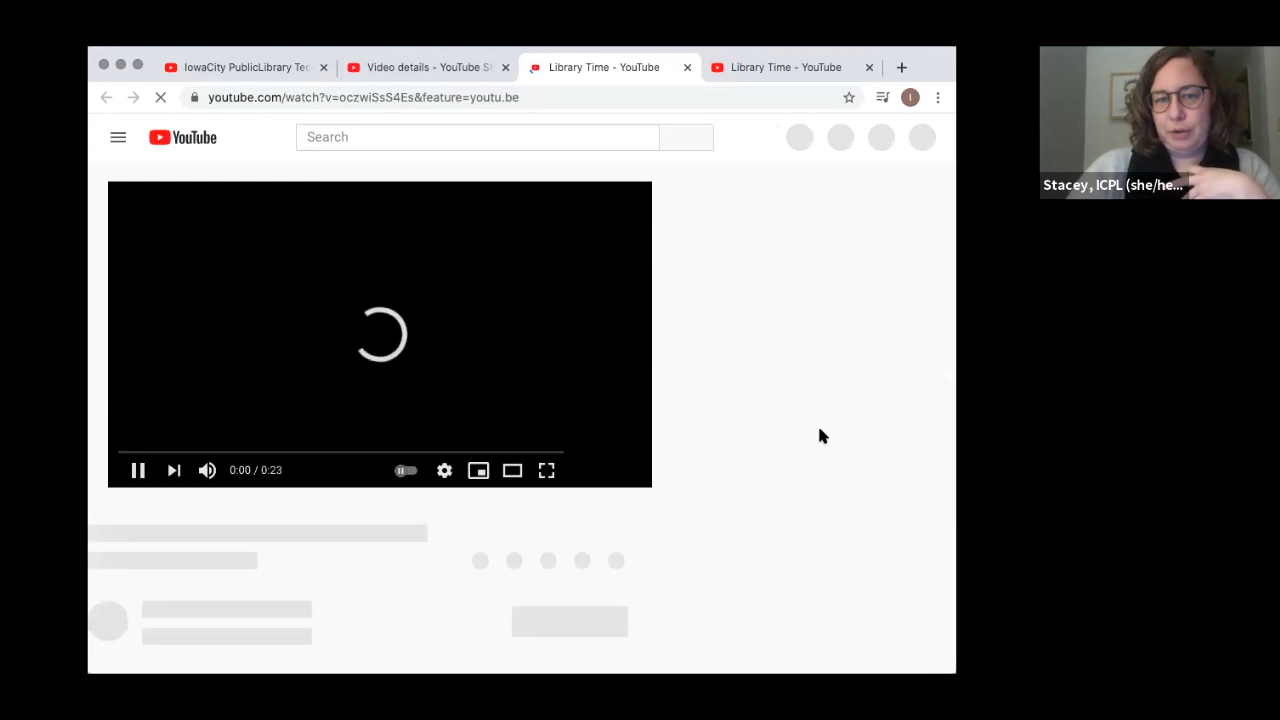 IowaCity PublicLibrary Tec
Video details - YouTube St
Library Time - YouTube
Library Time - YouTube
youtube.com/watch?v=oczwiSsS4Es&feature=youtu.be
I
YouTube
Search
Stacey, ICPL (she/he...
0:00 / 0:23